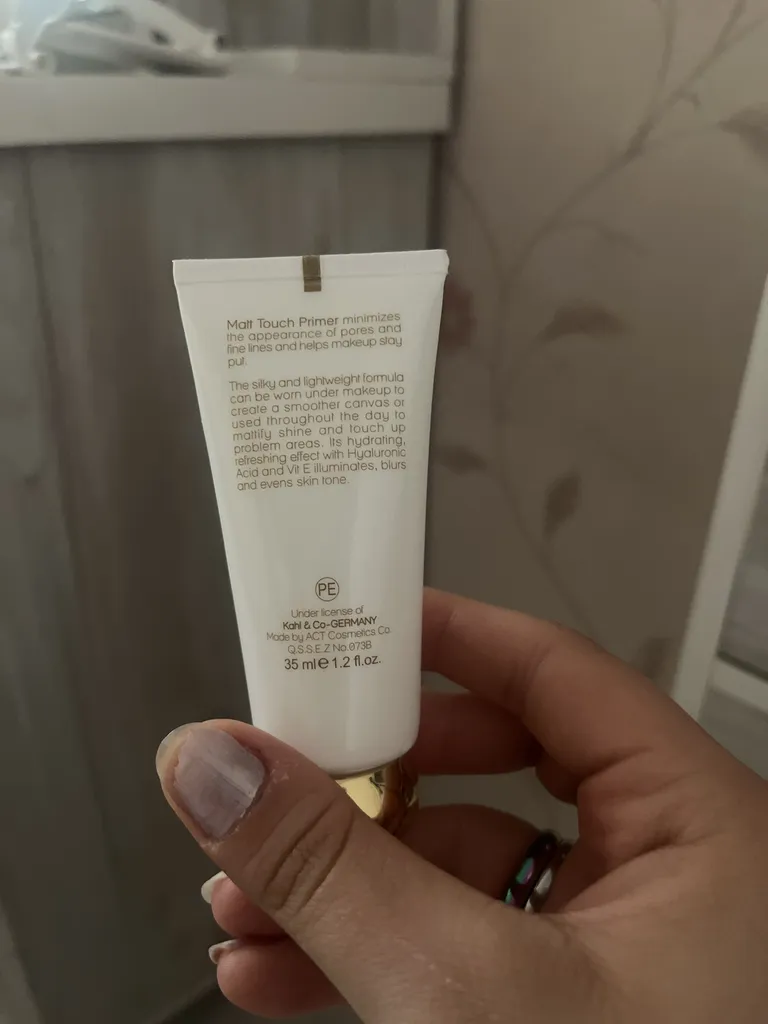 Matt Touch Primer minimizes
the appearance of pores and
fine lines and helps makeup stay
put.
The silky and lightweight formula
can be worn under makeup to
create a smoother canvas or
used throughout the day to
mattify shine and touch up
problem areas. Its hydrating,
refreshing effect with Hyaluronic
Acid and Vit E illuminates, blurs
and evens skin tone.
PE
Under license of
Kahl & Co-GERMANY
Made by ACT Cosmetics Co.
Q.S.S.E.Z No.073B
35 ml e 1.2 fl.oz.